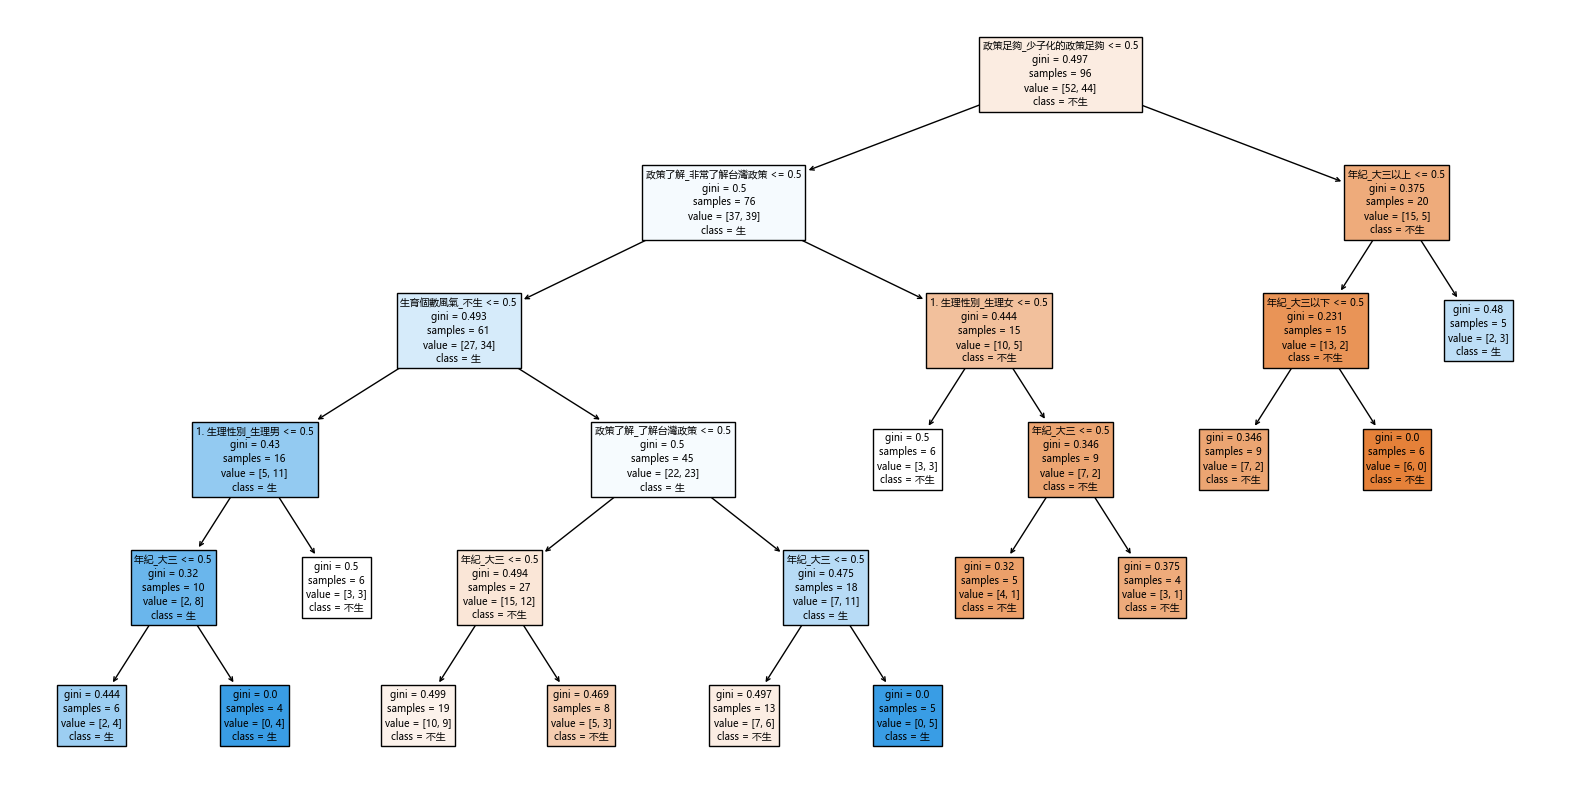 政策足夠_少子化的政策足夠 <= 0.5
gini = 0.497
samples = 96
value = [52, 44]
class = 不生
政策了解_非常了解台灣政策 <= 0.5
gini = 0.5
samples = 76
value = [37, 39]
class = 生
年紀_大三以上 <= 0.5
gini = 0.375
samples = 20
value = [15, 5]
class = 不生
生育個數風氣_不生 <= 0.5
gini = 0.493
samples = 61
value = [27, 34]
class = 生
1. 生理性別_生理女 <= 0.5
gini = 0.444
samples = 15
value = [10, 5]
class = 不生
年紀_大三以下 <= 0.5
gini = 0.231
samples = 15
value = [13, 2]
class = 不生
gini = 0.48
samples = 5
value = [2, 3]
class = 生
1. 生理性別_生理男 <= 0.5
gini = 0.43
samples = 16
value = [5, 11]
class = 生
政策了解_了解台灣政策 <= 0.5
gini = 0.5
samples = 45
value = [22, 23]
class = 生
gini = 0.5
samples = 6
value = [3, 3]
class = 不生
年紀_大三 <= 0.5
gini = 0.346
samples = 9
value = [7, 2]
class = 不生
gini = 0.346
samples = 9
value = [7, 2]
class = 不生
gini = 0.0
samples = 6
value = [6, 0]
class = 不生
年紀_大三 <= 0.5
gini = 0.32
samples = 10
value = [2, 8]
class = 生
gini = 0.5
samples = 6
value = [3, 3]
class = 不生
年紀_大三 <= 0.5
gini = 0.494
samples = 27
value = [15, 12]
class = 不生
年紀_大三 <= 0.5
gini = 0.475
samples = 18
value = [7, 11]
class = 生
gini = 0.32
samples = 5
value = [4, 1]
class = 不生
gini = 0.375
samples = 4
value = [3, 1]
class = 不生
gini = 0.444
samples = 6
value = [2, 4]
class = 生
gini = 0.0
samples = 4
value = [0, 4]
class = 生
gini = 0.499
samples = 19
value = [10, 9]
class = 不生
gini = 0.469
samples = 8
value = [5, 3]
class = 不生
gini = 0.497
samples = 13
value = [7, 6]
class = 不生
gini = 0.0
samples = 5
value = [0, 5]
class = 生